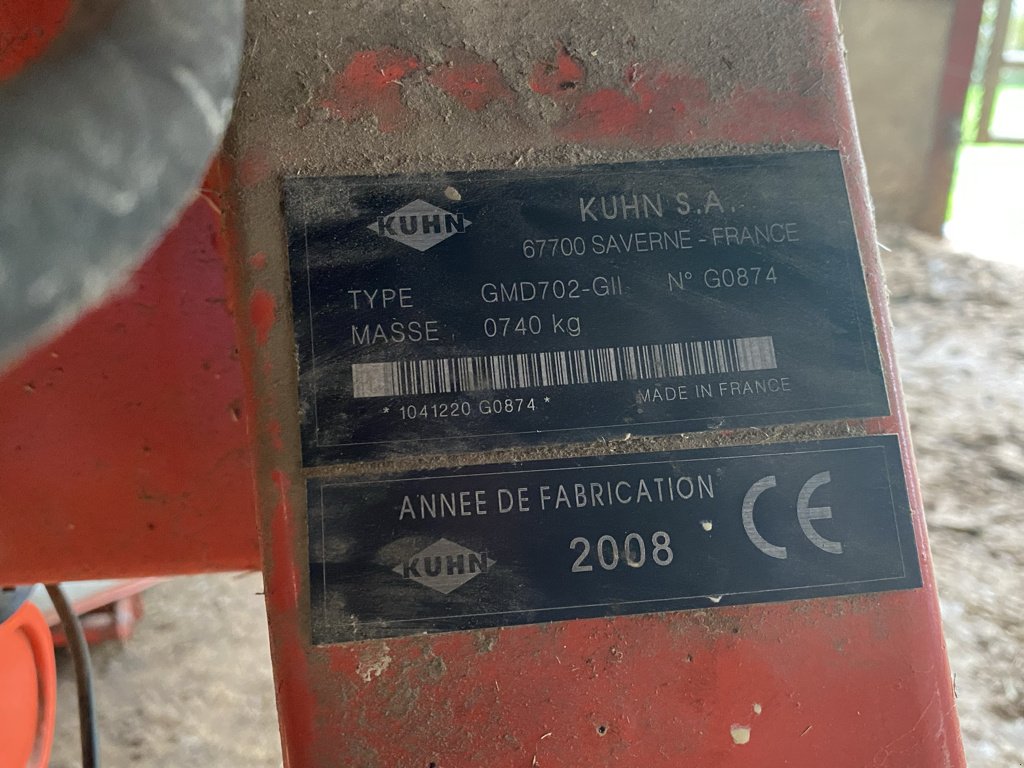 KUHN
KUHN S.A.
67700 SAVERNE - FRANCE
TYPE GMD702-GII N° G0874
MASSE 0740 kg
* 1041220 G0874 *
MADE IN FRANCE
ANNEE DE FABRICATION
KUHN
2008
CE